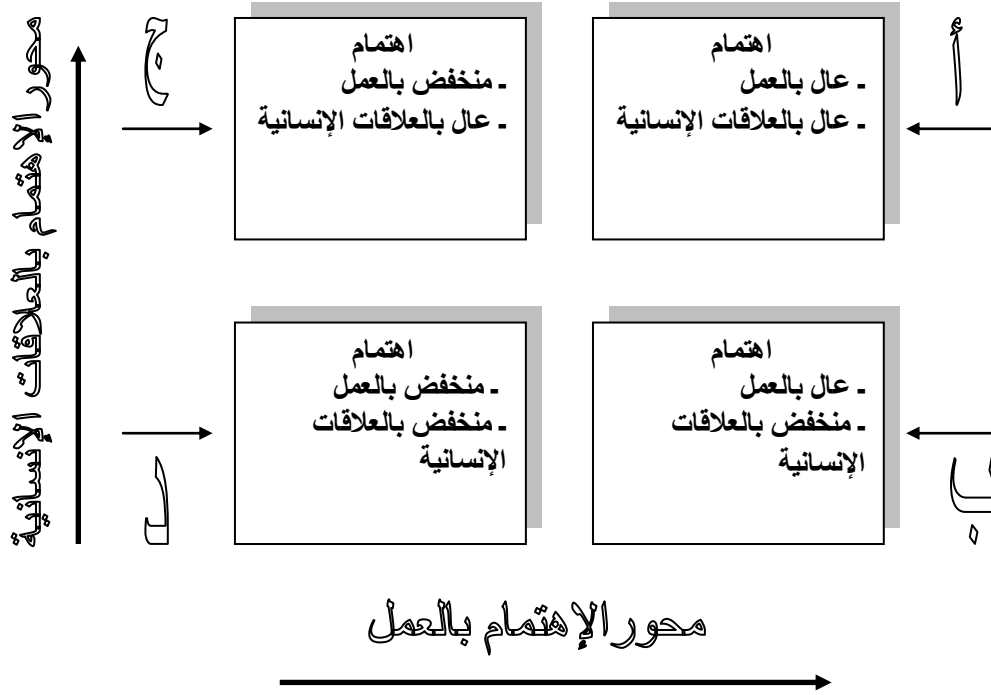 أ
اهتمام
ـ عال بالعمل
ـ عال بالعلاقات الإنسانية
اهتمام
ـ منخفض بالعمل
ـ عال بالعلاقات الإنسانية
ج
محور الإهتمام بالعلاقات الإنسانية
ب
اهتمام
ـ عال بالعمل
ـ منخفض بالعلاقات
الإنسانية
اهتمام
ـ منخفض بالعمل
ـ منخفض بالعلاقات
الإنسانية
د
محور الإهتمام بالعمل